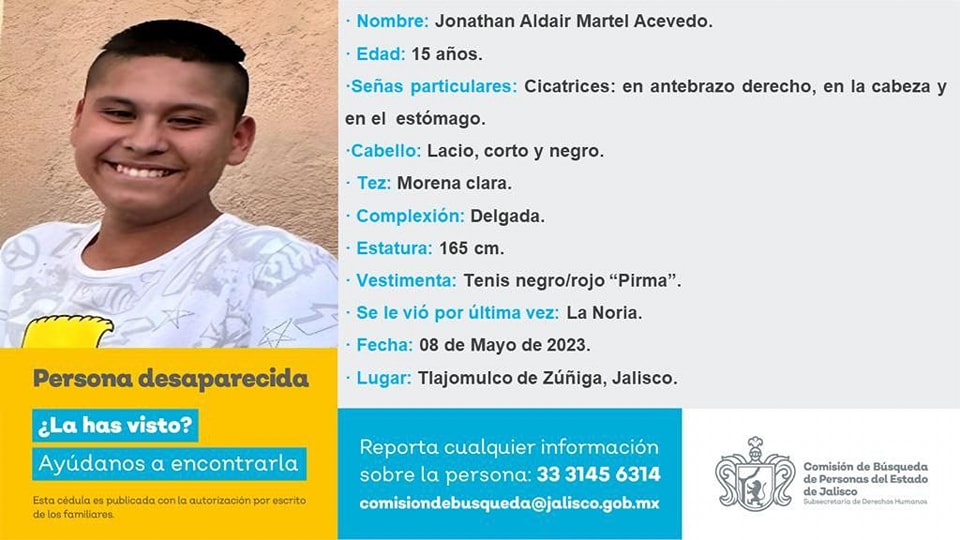 · Nombre: Jonathan Aldair Martel Acevedo.
· Edad: 15 años.
·Señas particulares: Cicatrices: en antebrazo derecho, en la cabeza y
en el estómago.
·Cabello: Lacio, corto y negro.
· Tez: Morena clara.
· Complexión: Delgada.
· Estatura: 165 cm.
· Vestimenta: Tenis negro/rojo “Pirma”.
· Se le vió por última vez: La Noria.
· Fecha: 08 de Mayo de 2023.
· Lugar: Tlajomulco de Zúñiga, Jalisco.
Persona desaparecida
¿La has visto?
Ayúdanos a encontrarla
Esta cédula es publicada con la autorización por escrito
de los familiares.
Reporta cualquier información
sobre la persona: 33 3145 6314
comisiondebusqueda@jalisco.gob.mx
Comisión de Búsqueda
de Personas del Estado
de Jalisco
Subsecretaría de Derechos Humanos